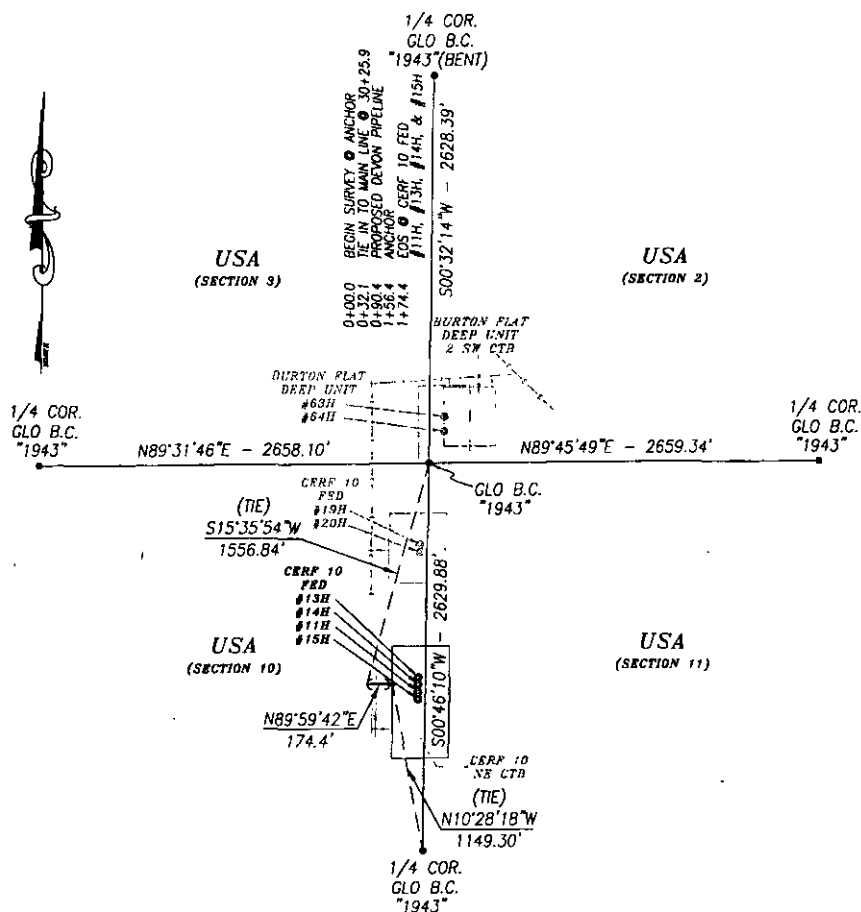 1/4 COR.
GLO B.C.
"1943"(BENT)
0+00.0 BEGIN SURVEY @ ANCHOR
0+32.1 TIE IN TO MAIN LINE @ 30+25.9
0+90.4 PROPOSED DEVON PIPELINE
1+56.4 ANCHOR
1+74.4 EOS @ CERF 10 FED
#11H, #13H, #14H, & #15H
S00°32'14"W - 2628.39'
USA
(SECTION 3)
USA
(SECTION 2)
BURTON FLAT
DEEP UNIT
2 SW CTB
BURTON FLAT
DEEP UNIT
#63H
#64H
1/4 COR.
GLO B.C.
"1943"
N89°31'46"E - 2658.10'
N89°45'49"E - 2659.34'
1/4 COR.
GLO B.C.
"1943"
GLO B.C.
"1943"
CERF 10
FED
#19H
#20H
(TIE)
S15°35'54"W
1556.84'
CERF 10
FED
#13H
#14H
#11H
#15H
S00°46'10"W - 2629.88'
USA
(SECTION 10)
USA
(SECTION 11)
N89°59'42"E
174.4'
CERF 10
NE CTB
(TIE)
N10°28'18"W
1149.30'
1/4 COR.
GLO B.C.
"1943"